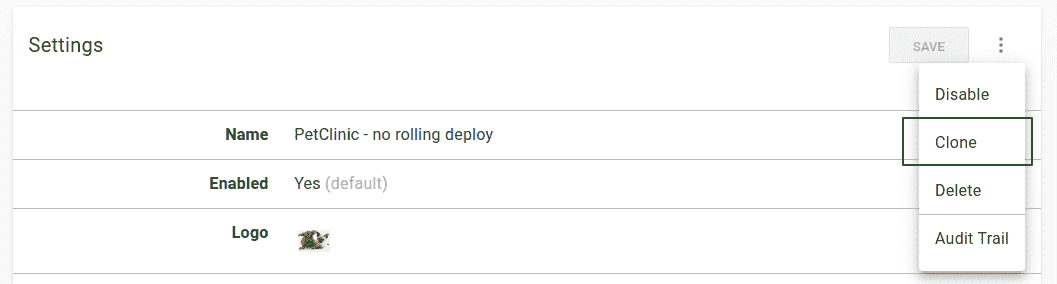 Settings
SAVE
Disable
Name PetClinic - no rolling deploy
Clone
Enabled Yes (default)
Delete
Logo
Audit Trail